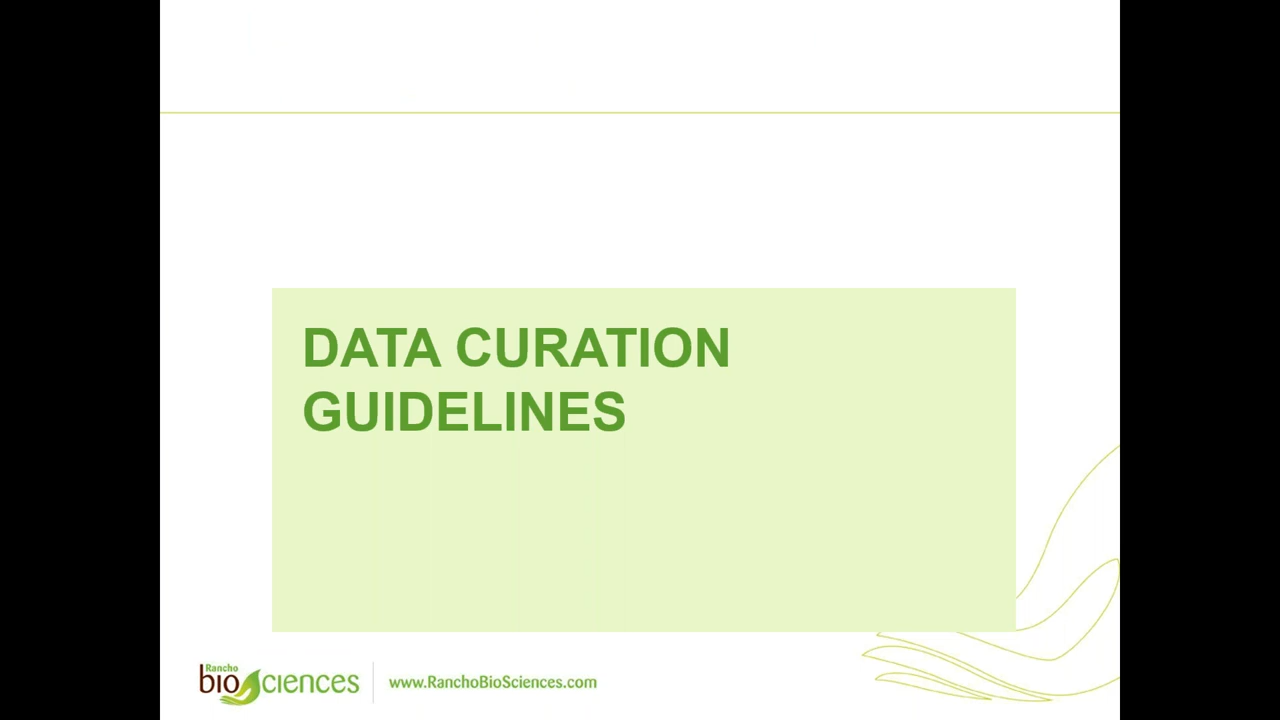 DATA CURATION
GUIDELINES
Rancho
bioSciences
www.RanchoBioSciences.com